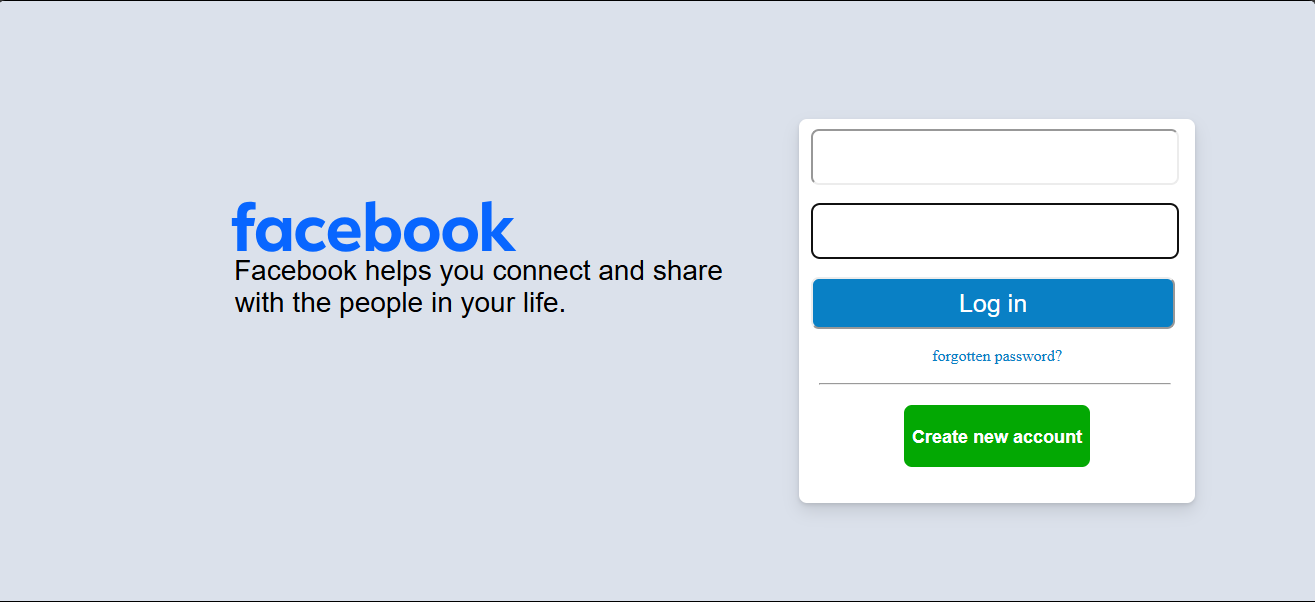 facebook
Facebook helps you connect and share
with the people in your life.
Log in
forgotten password?
Create new account